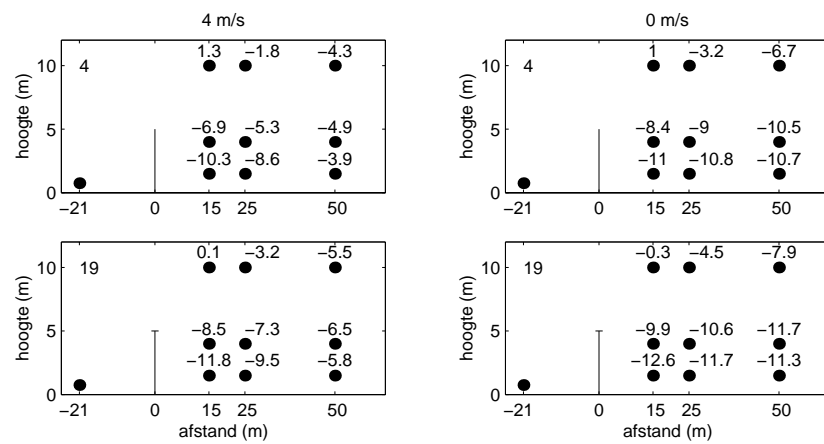 4 m/s
0 m/s
hoogte (m)
10
5
0
4
1.3 −1.8 −4.3
−6.9 −5.3 −4.9
−10.3 −8.6 −3.9
−21 0 15 25 50
10
5
0
4
1 −3.2 −6.7
−8.4 −9 −10.5
−11 −10.8 −10.7
hoogte (m)
−21 0 15 25 50
hoogte (m)
10
5
0
19
0.1 −3.2 −5.5
−8.5 −7.3 −6.5
−11.8 −9.5 −5.8
−21 0 15 25 50
afstand (m)
hoogte (m)
10
5
0
19
−0.3 −4.5 −7.9
−9.9 −10.6 −11.7
−12.6 −11.7 −11.3
−21 0 15 25 50
afstand (m)